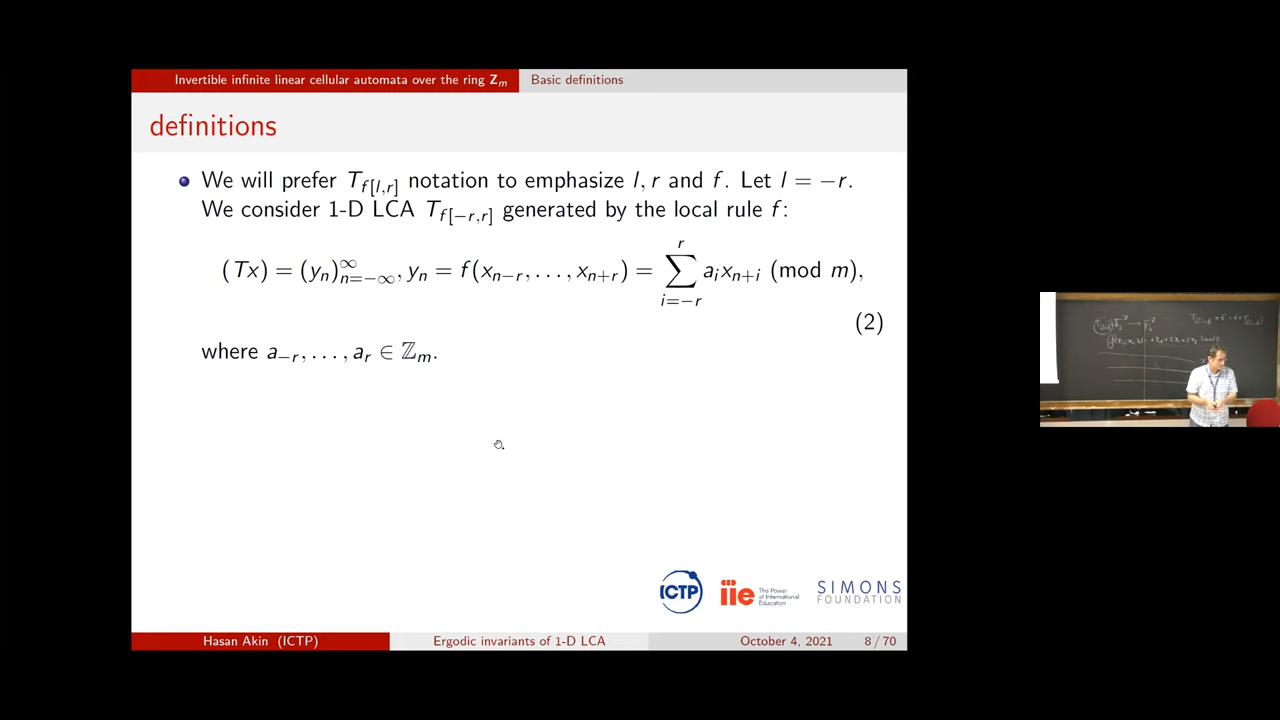 Invertible infinite linear cellular automata over the ring Z_m Basic definitions
definitions
We will prefer T_{f[l,r]} notation to emphasize l, r and f. Let l = −r.
We consider 1-D LCA T_{f[−r,r]} generated by the local rule f:
(Tx) = (y_n)_{n=−∞}^{∞}, y_n = f(x_{n−r}, . . . , x_{n+r}) = \sum_{i=−r}^{r} a_i x_{n+i} (mod m),
(2)
where a_{−r}, . . . , a_r ∈ ℤ_m.
ICTP iie The Power of International Education SIMONS FOUNDATION
Hasan Akin (ICTP) Ergodic invariants of 1-D LCA October 4, 2021 8 / 70